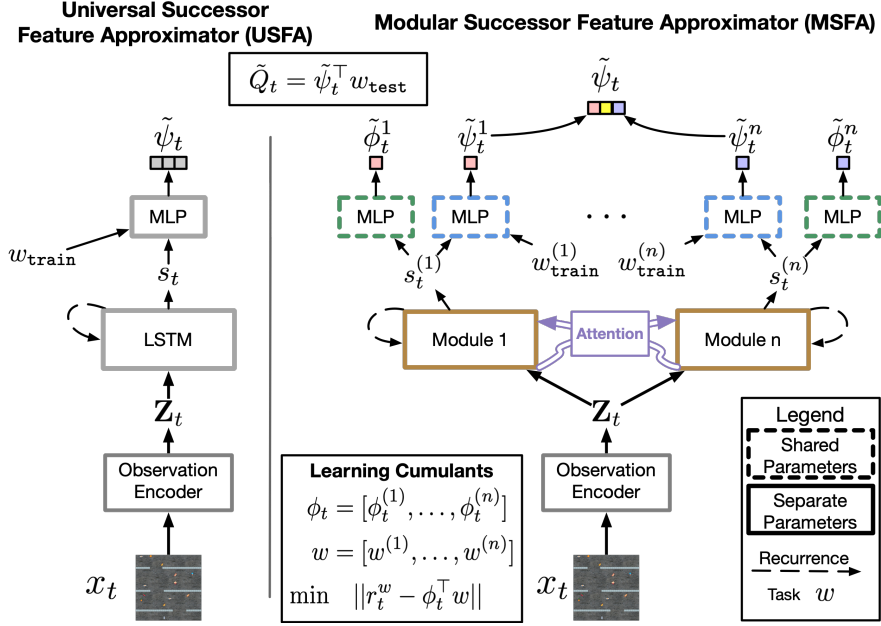 Universal Successor
Feature Approximator (USFA)
Modular Successor Feature Approximator (MSFA)
Q̃_t = ψ̃_t^⊤ w_test
ψ̃_t
MLP
w_train
s_t
LSTM
Z_t
Observation
Encoder
x_t
ψ̃_t
ϕ̃_t^1
ψ̃_t^1
ψ̃_t^n
ϕ̃_t^n
MLP
MLP
· · ·
MLP
MLP
s_t^(1)
w_train^(1)
w_train^(n)
s_t^(n)
Module 1
Attention
Module n
Z_t
Observation
Encoder
x_t
Learning Cumulants
ϕ_t = [ϕ_t^(1), . . . , ϕ_t^(n)]
w = [w^(1), . . . , w^(n)]
min ||r_t^w − ϕ_t^⊤ w||
Legend
Shared
Parameters
Separate
Parameters
Recurrence
Task w